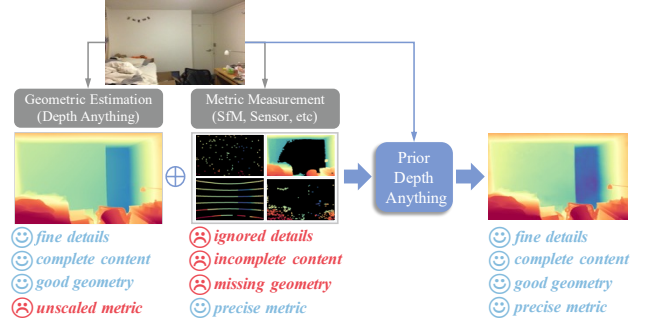 Geometric Estimation
(Depth Anything)
Metric Measurement
(SfM, Sensor, etc)
Prior
Depth
Anything
fine details
complete content
good geometry
unscaled metric
ignored details
incomplete content
missing geometry
precise metric
fine details
complete content
good geometry
precise metric